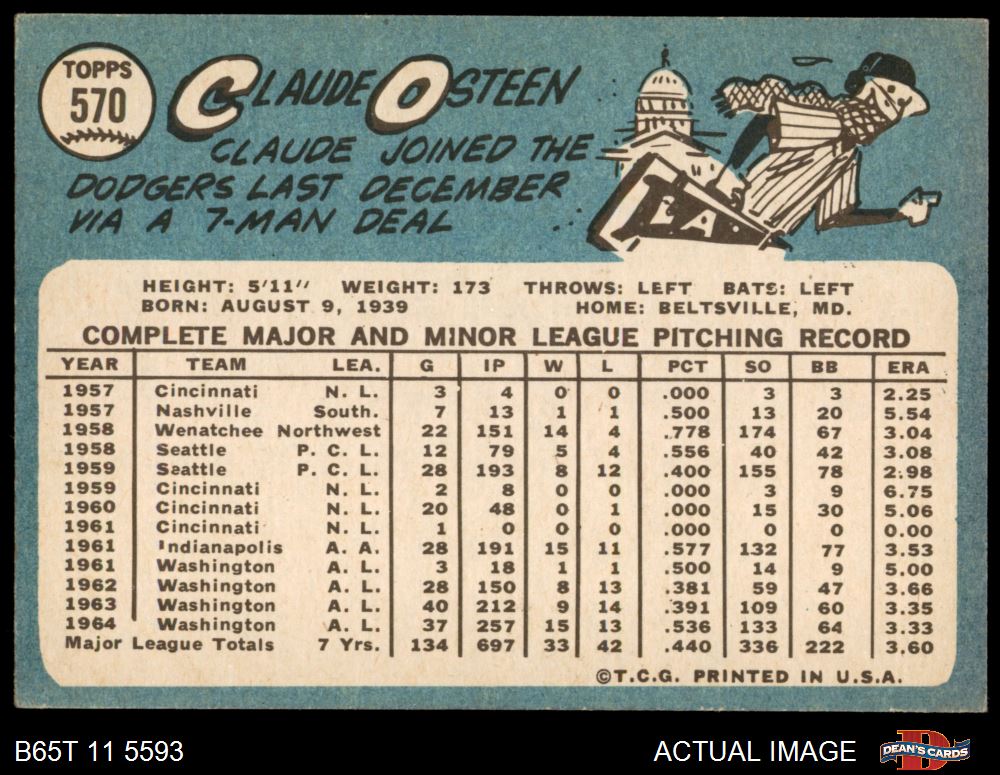 TOPPS
570
CLAUDE OSTEEN
CLAUDE JOINED THE
DODGERS LAST DECEMBER
VIA A 7-MAN DEAL
LA
HEIGHT: 5'11" WEIGHT: 173 THROWS: LEFT BATS: LEFT
BORN: AUGUST 9, 1939 HOME: BELTSVILLE, MD.
COMPLETE MAJOR AND MINOR LEAGUE PITCHING RECORD
YEAR TEAM LEA. G IP W L PCT SO BB ERA
1957 Cincinnati N. L. 3 4 0 0 .000 3 3 2.25
1957 Nashville South. 7 13 1 1 .500 13 20 5.54
1958 Wenatchee Northwest 22 151 14 4 .778 174 67 3.04
1958 Seattle P. C. L. 12 79 5 4 .556 40 42 3.08
1959 Seattle P. C. L. 28 193 8 12 .400 155 78 2.98
1959 Cincinnati N. L. 2 8 0 0 .000 3 9 6.75
1960 Cincinnati N. L. 20 48 0 1 .000 15 30 5.06
1961 Cincinnati N. L. 1 0 0 0 .000 0 0 0.00
1961 Indianapolis A. A. 28 191 15 11 .577 132 77 3.53
1961 Washington A. L. 3 18 1 1 .500 14 9 5.00
1962 Washington A. L. 28 150 8 13 .381 59 47 3.66
1963 Washington A. L. 40 212 9 14 .391 109 60 3.35
1964 Washington A. L. 37 257 15 13 .536 133 64 3.33
Major League Totals 7 Yrs. 134 697 33 42 .440 336 222 3.60
©T.C.G. PRINTED IN U.S.A.
B65T 11 5593 ACTUAL IMAGE
D
DEAN'S CARDS